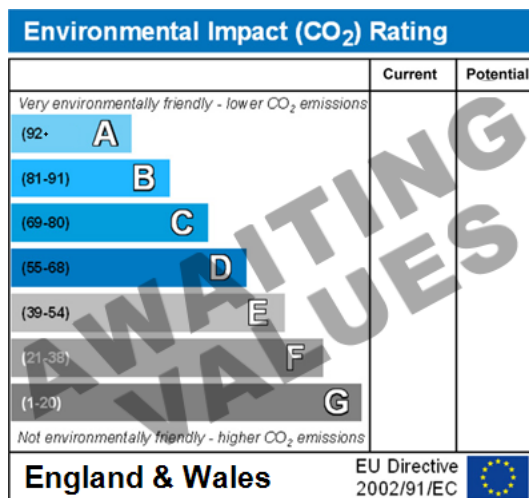 Environmental Impact (CO₂) Rating
Current Potential
Very environmentally friendly - lower CO₂ emissions
(92+ A
(81-91) B
(69-80) C
(55-68) D
(39-54) E
(21-38) F
(1-20) G
Not environmentally friendly - higher CO₂ emissions
AWAITING
VALUES
England & Wales
EU Directive
2002/91/EC